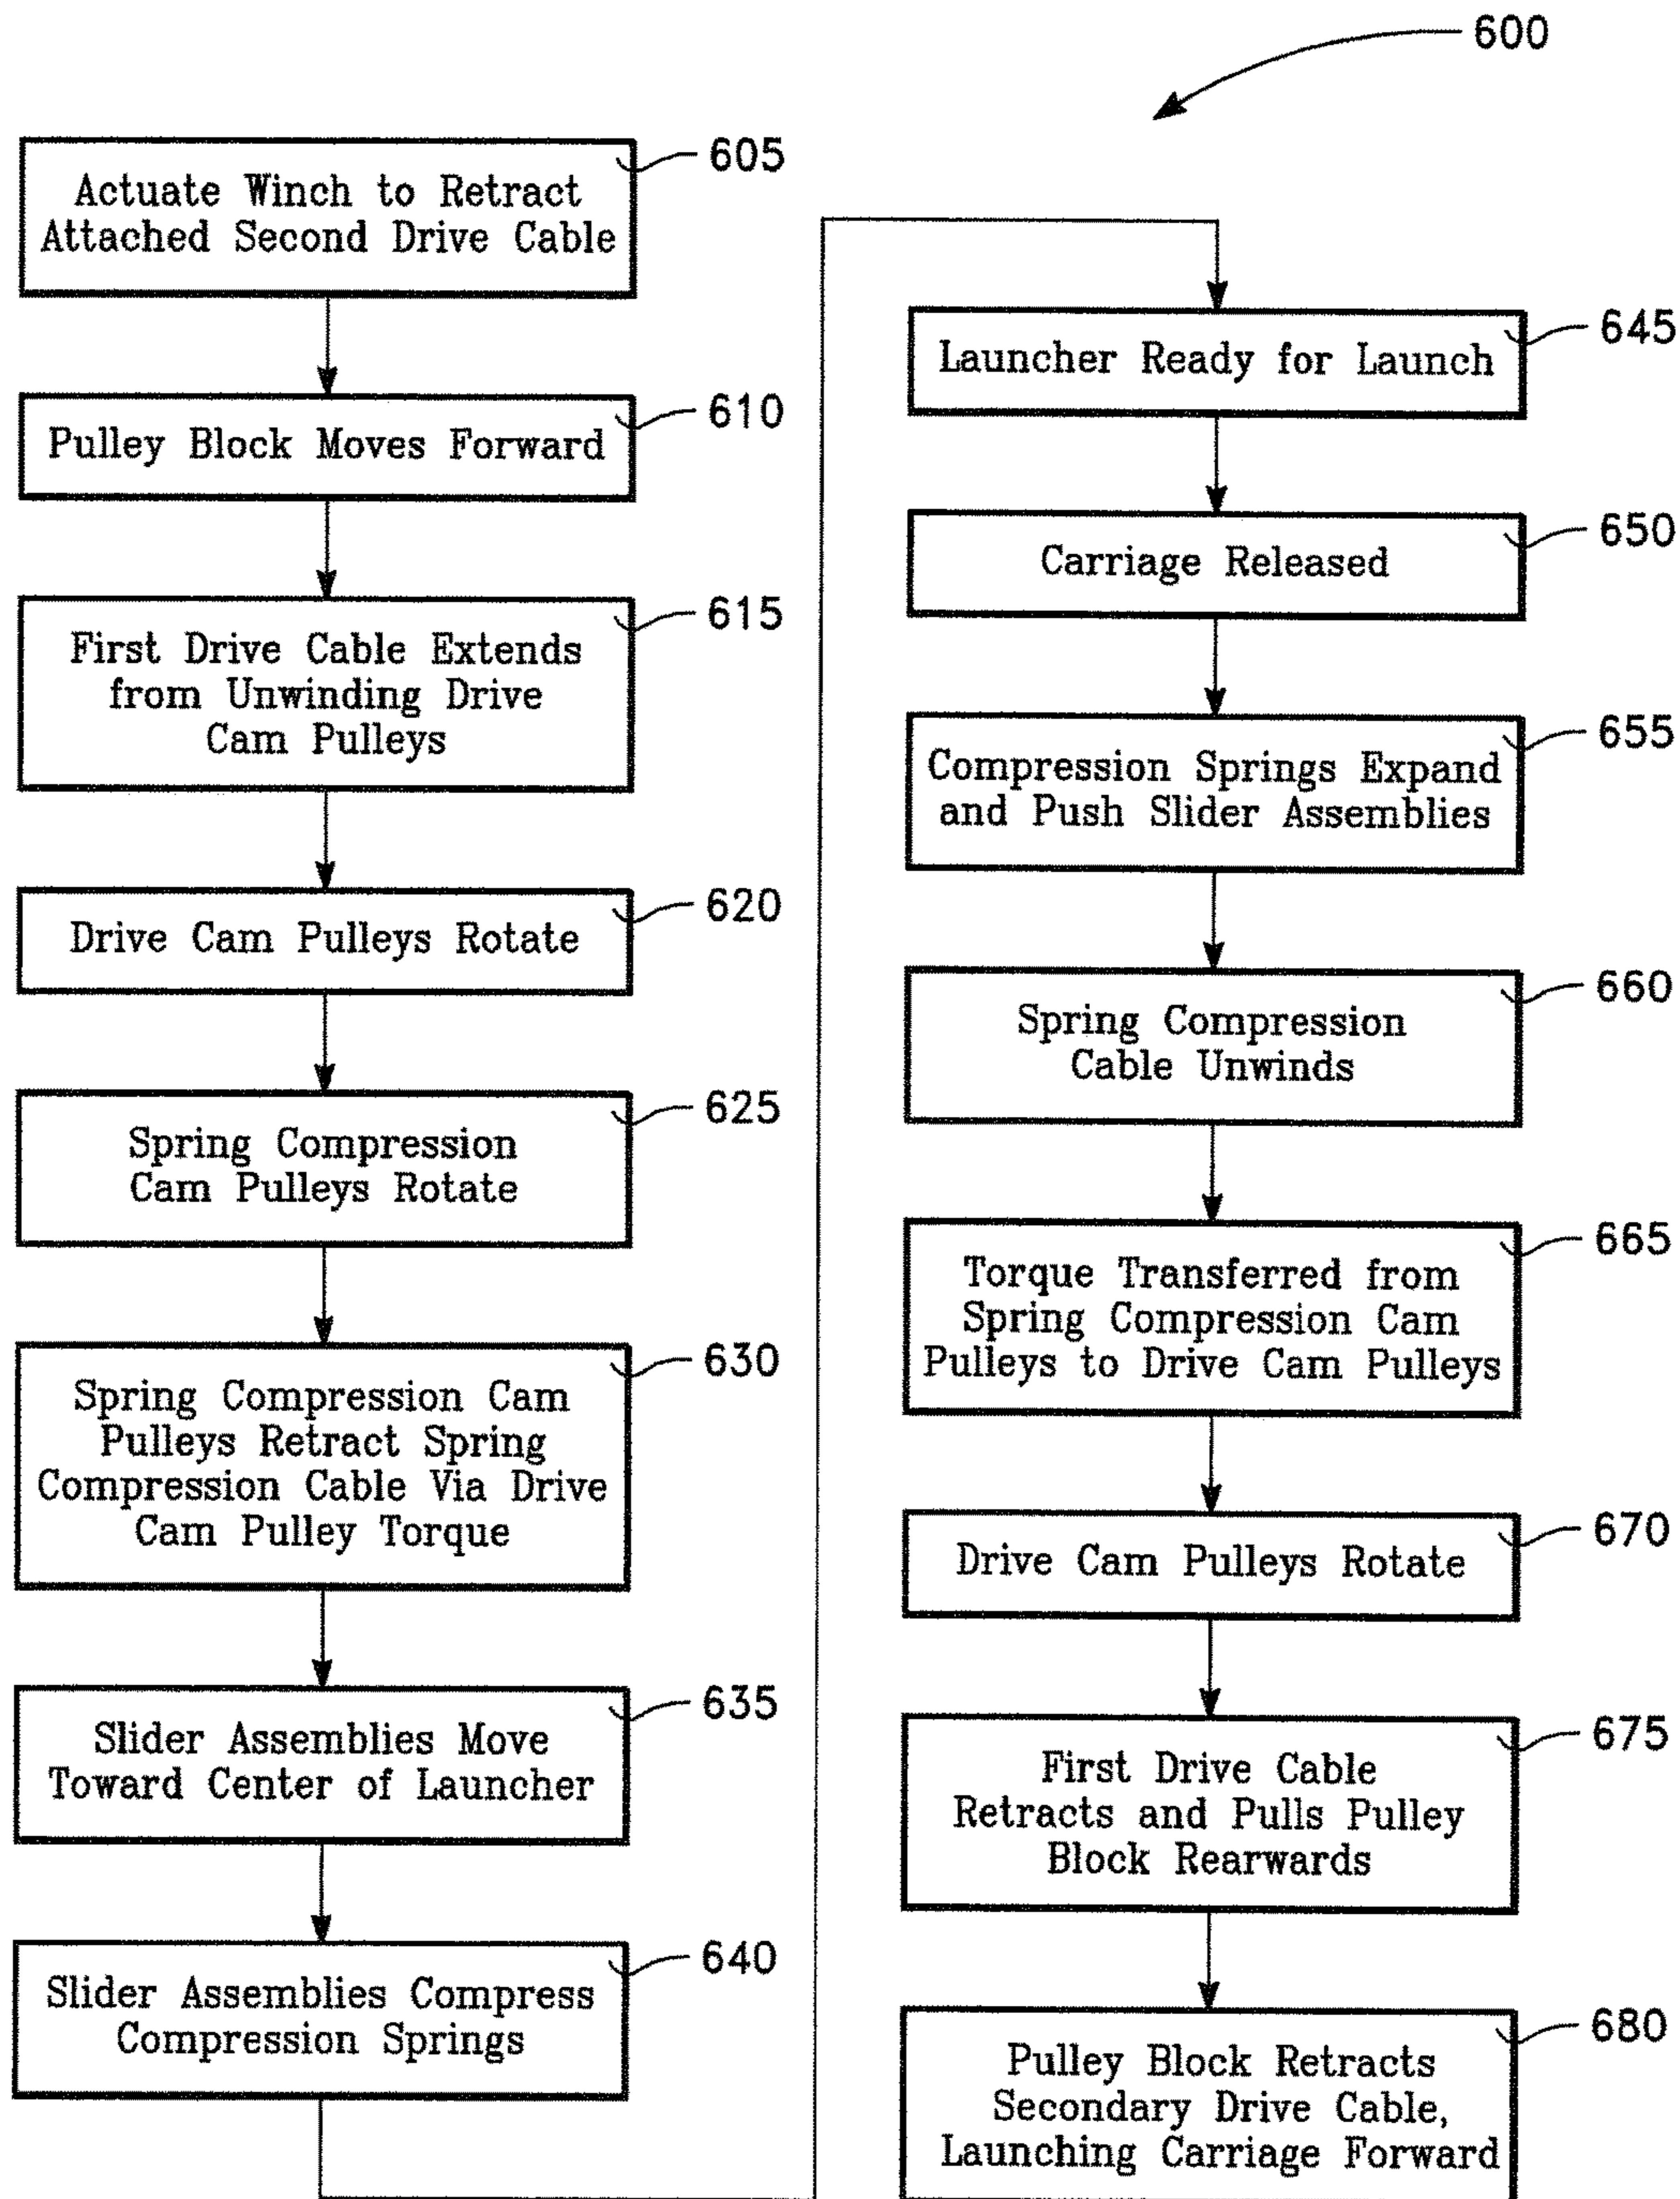 600
Actuate Winch to Retract
Attached Second Drive Cable
605
Pulley Block Moves Forward
610
First Drive Cable Extends
from Unwinding Drive
Cam Pulleys
615
Drive Cam Pulleys Rotate
620
Spring Compression
Cam Pulleys Rotate
625
Spring Compression Cam
Pulleys Retract Spring
Compression Cable Via Drive
Cam Pulley Torque
630
Slider Assemblies Move
Toward Center of Launcher
635
Slider Assemblies Compress
Compression Springs
640
Launcher Ready for Launch
645
Carriage Released
650
Compression Springs Expand
and Push Slider Assemblies
655
Spring Compression
Cable Unwinds
660
Torque Transferred from
Spring Compression Cam
Pulleys to Drive Cam Pulleys
665
Drive Cam Pulleys Rotate
670
First Drive Cable
Retracts and Pulls Pulley
Block Rearwards
675
Pulley Block Retracts
Secondary Drive Cable,
Launching Carriage Forward
680